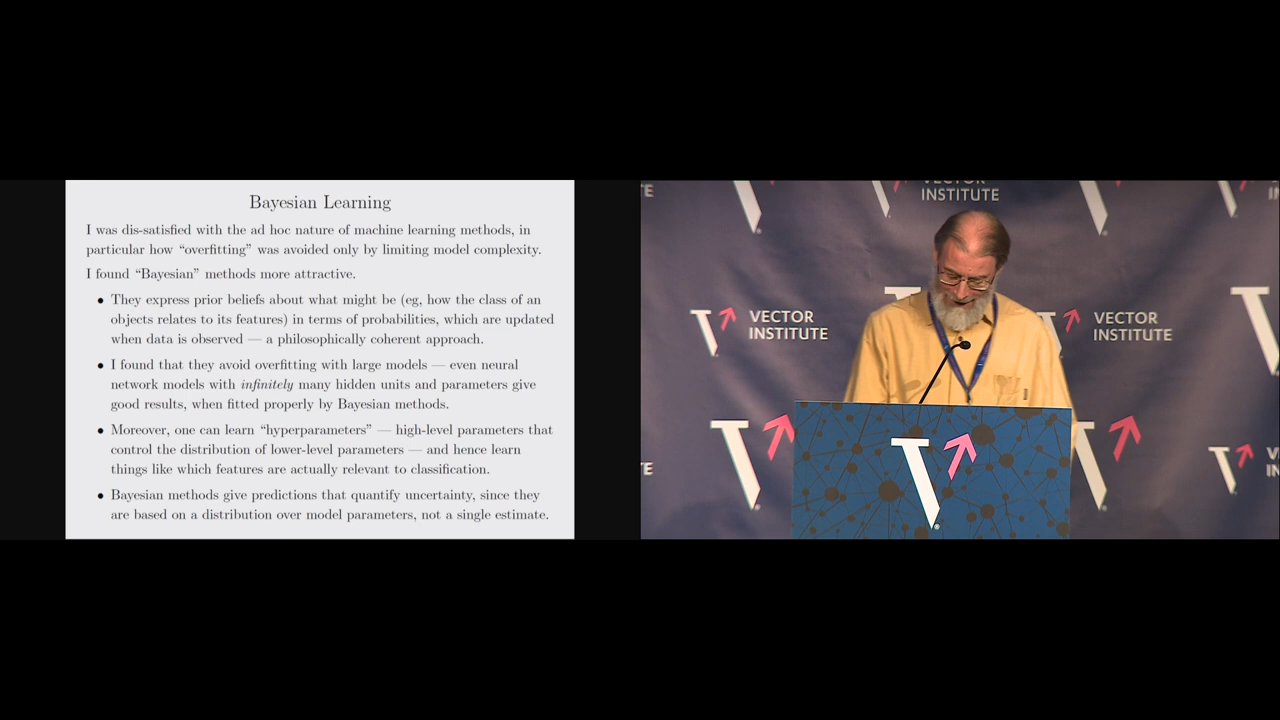 Bayesian Learning
I was dis-satisfied with the ad hoc nature of machine learning methods, in
particular how “overfitting” was avoided only by limiting model complexity.
I found “Bayesian” methods more attractive.
• They express prior beliefs about what might be (eg, how the class of an
objects relates to its features) in terms of probabilities, which are updated
when data is observed — a philosophically coherent approach.
• I found that they avoid overfitting with large models — even neural
network models with infinitely many hidden units and parameters give
good results, when fitted properly by Bayesian methods.
• Moreover, one can learn “hyperparameters” — high-level parameters that
control the distribution of lower-level parameters — and hence learn
things like which features are actually relevant to classification.
• Bayesian methods give predictions that quantify uncertainty, since they
are based on a distribution over model parameters, not a single estimate.
VECTOR
INSTITUTE
VECTOR
INSTITUTE
VECTOR
INSTITUTE